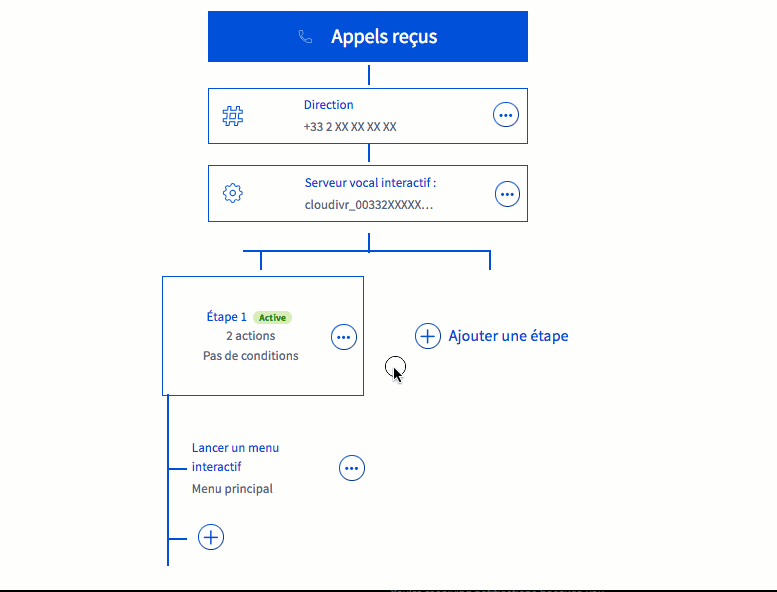 Appels reçus
Direction
+33 2 XX XX XX XX
Serveur vocal interactif :
cloudivr_00332XXXXX...
Étape 1 Active
2 actions
Pas de conditions
Ajouter une étape
Lancer un menu
interactif
Menu principal